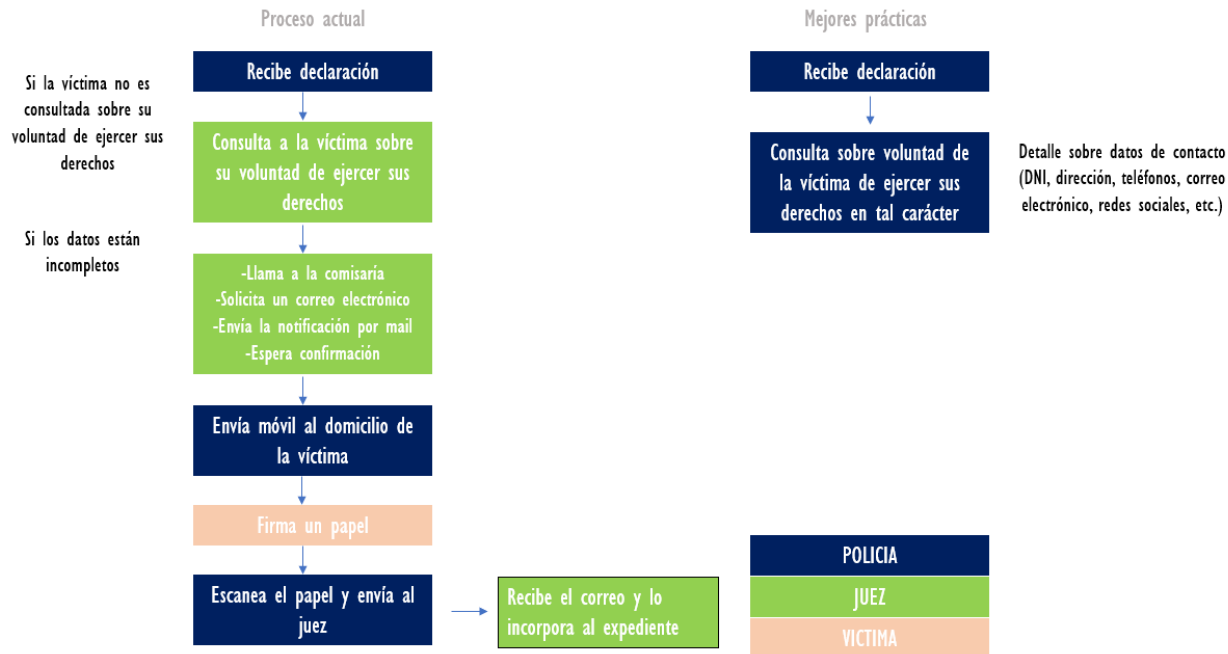 Proceso actual
Si la víctima no es
consultada sobre su
voluntad de ejercer sus
derechos
Si los datos están
incompletos
Recibe declaración
Consulta a la víctima sobre
su voluntad de ejercer sus
derechos
-Llama a la comisaría
-Solicita un correo electrónico
-Envía la notificación por mail
-Espera confirmación
Envía móvil al domicilio de
la víctima
Firma un papel
Escanea el papel y envía al
juez
Recibe el correo y lo
incorpora al expediente
Mejores prácticas
Recibe declaración
Consulta sobre voluntad de
la víctima de ejercer sus
derechos en tal carácter
Detalle sobre datos de contacto
(DNI, dirección, teléfonos, correo
electrónico, redes sociales, etc.)
POLICIA
JUEZ
VICTIMA